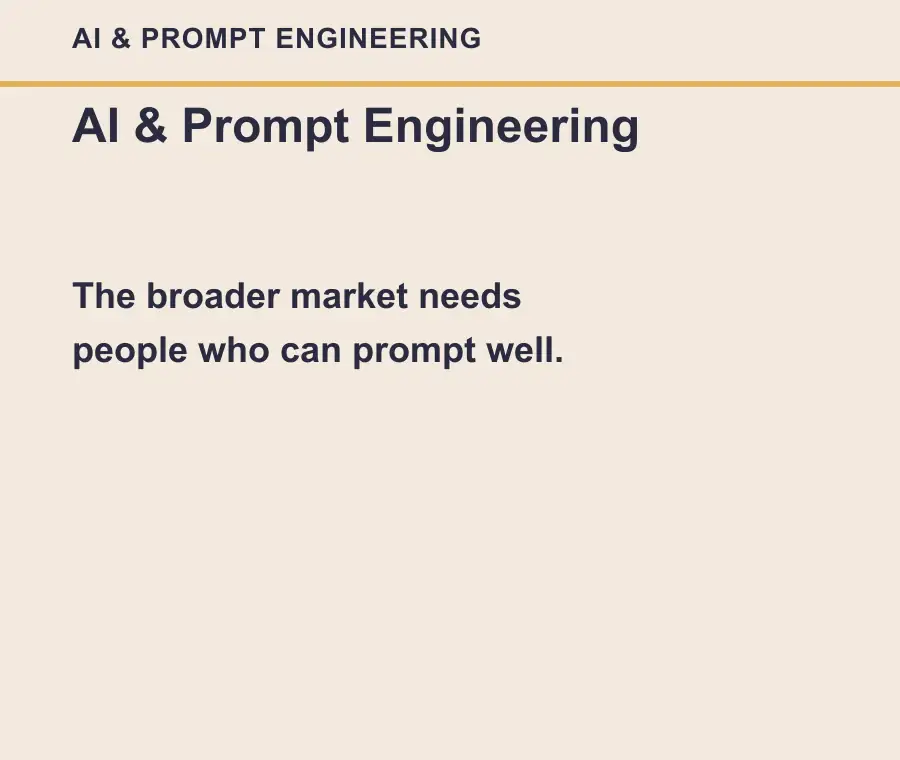 AI & PROMPT ENGINEERING
AI & Prompt Engineering
The broader market needs
people who can prompt well.